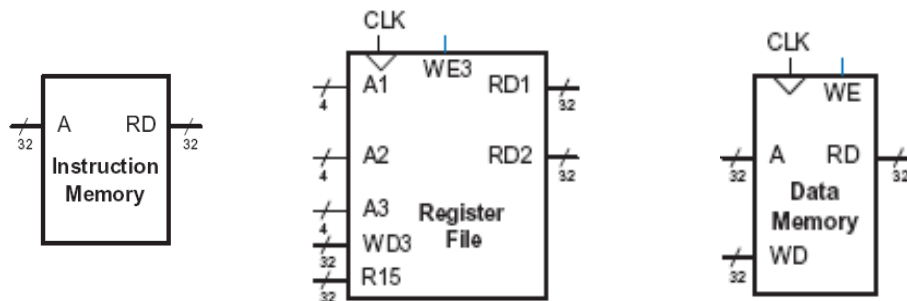 A RD
32 32
Instruction
Memory
CLK
WE3
A1 RD1
4 32
A2 RD2
4 32
A3
4
Register
File
WD3
32
R15
32
CLK
WE
A RD
32 32
Data
Memory
WD
32